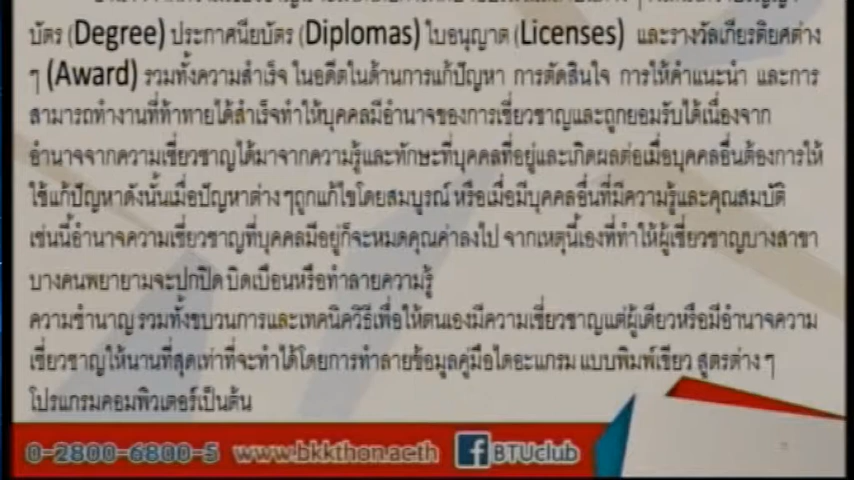 บัตร (Degree) ประกาศนียบัตร (Diplomas) ใบอนุญาต (Licenses) และรางวัลเกียรติยศต่าง
ๆ (Award) รวมทั้งความสำเร็จ ในอดีตในด้านการแก้ปัญหา การตัดสินใจ การให้คำแนะนำ และการ
สามารถทำงานที่ท้าทายได้สำเร็จทำให้บุคคลมีอำนาจของการเชี่ยวชาญและถูกยอมรับได้เนื่องจาก
อำนาจจากความเชี่ยวชาญได้มาจากความรู้และทักษะที่บุคคลที่อยู่และเกิดผลต่อเมื่อบุคคลอื่นต้องการให้
ใช้แก้ปัญหาดังนั้นเมื่อปัญหาต่าง ๆถูกแก้ไขโดยสมบูรณ์ หรือเมื่อมีบุคคลอื่นที่มีความรู้และคุณสมบัติ
เช่นนี้อำนาจความเชี่ยวชาญที่บุคคลมีอยู่ก็จะหมดคุณค่าลงไป จากเหตุนี้เองที่ทำให้ผู้เชี่ยวชาญบางสาขา
บางคนพยายามจะปกปิด บิดเบือนหรือทำลายความรู้
ความชำนาญ รวมทั้งขบวนการและเทคนิควิธีเพื่อให้ตนเองมีความเชี่ยวชาญแต่ผู้เดียวหรือมีอำนาจความ
เชี่ยวชาญให้นานที่สุดเท่าที่จะทำได้โดยการทำลายข้อมูลคู่มือไดอะแกรม แบบพิมพ์เขียว สูตรต่าง ๆ
โปรแกรมคอมพิวเตอร์เป็นต้น
0-2800-6800-5 www.bkkthon.ac.th BTUclub